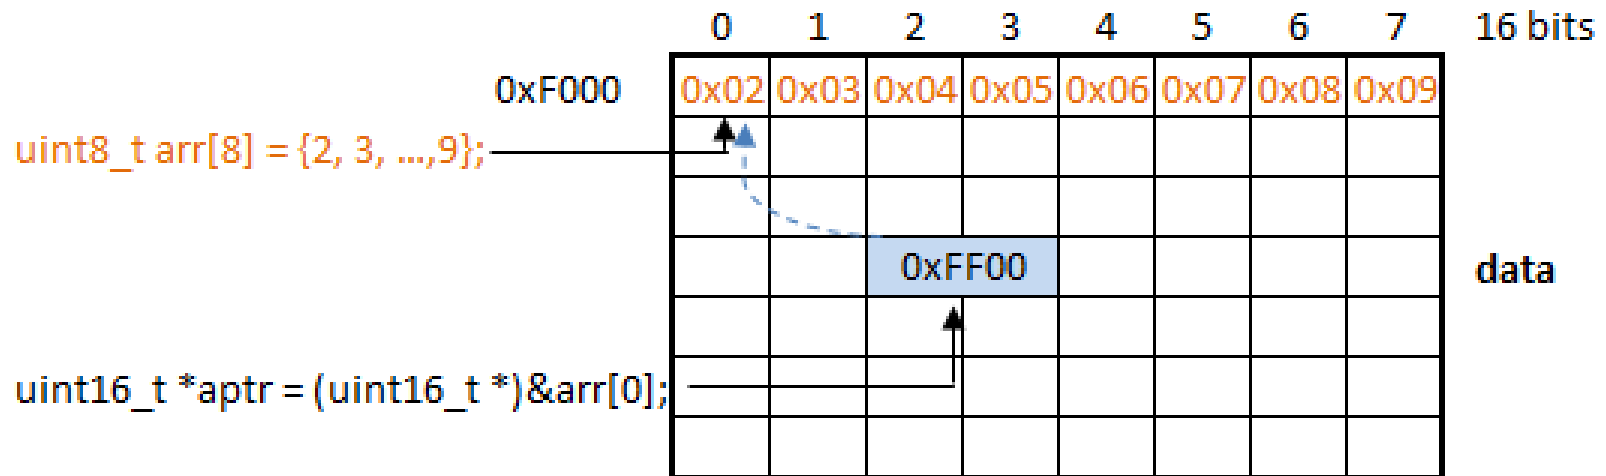 0 1 2 3 4 5 6 7 16 bits
0xF000 0x02 0x03 0x04 0x05 0x06 0x07 0x08 0x09
uint8_t arr[8] = {2, 3, ...,9};
0xFF00 data
uint16_t *aptr = (uint16_t *)&arr[0];